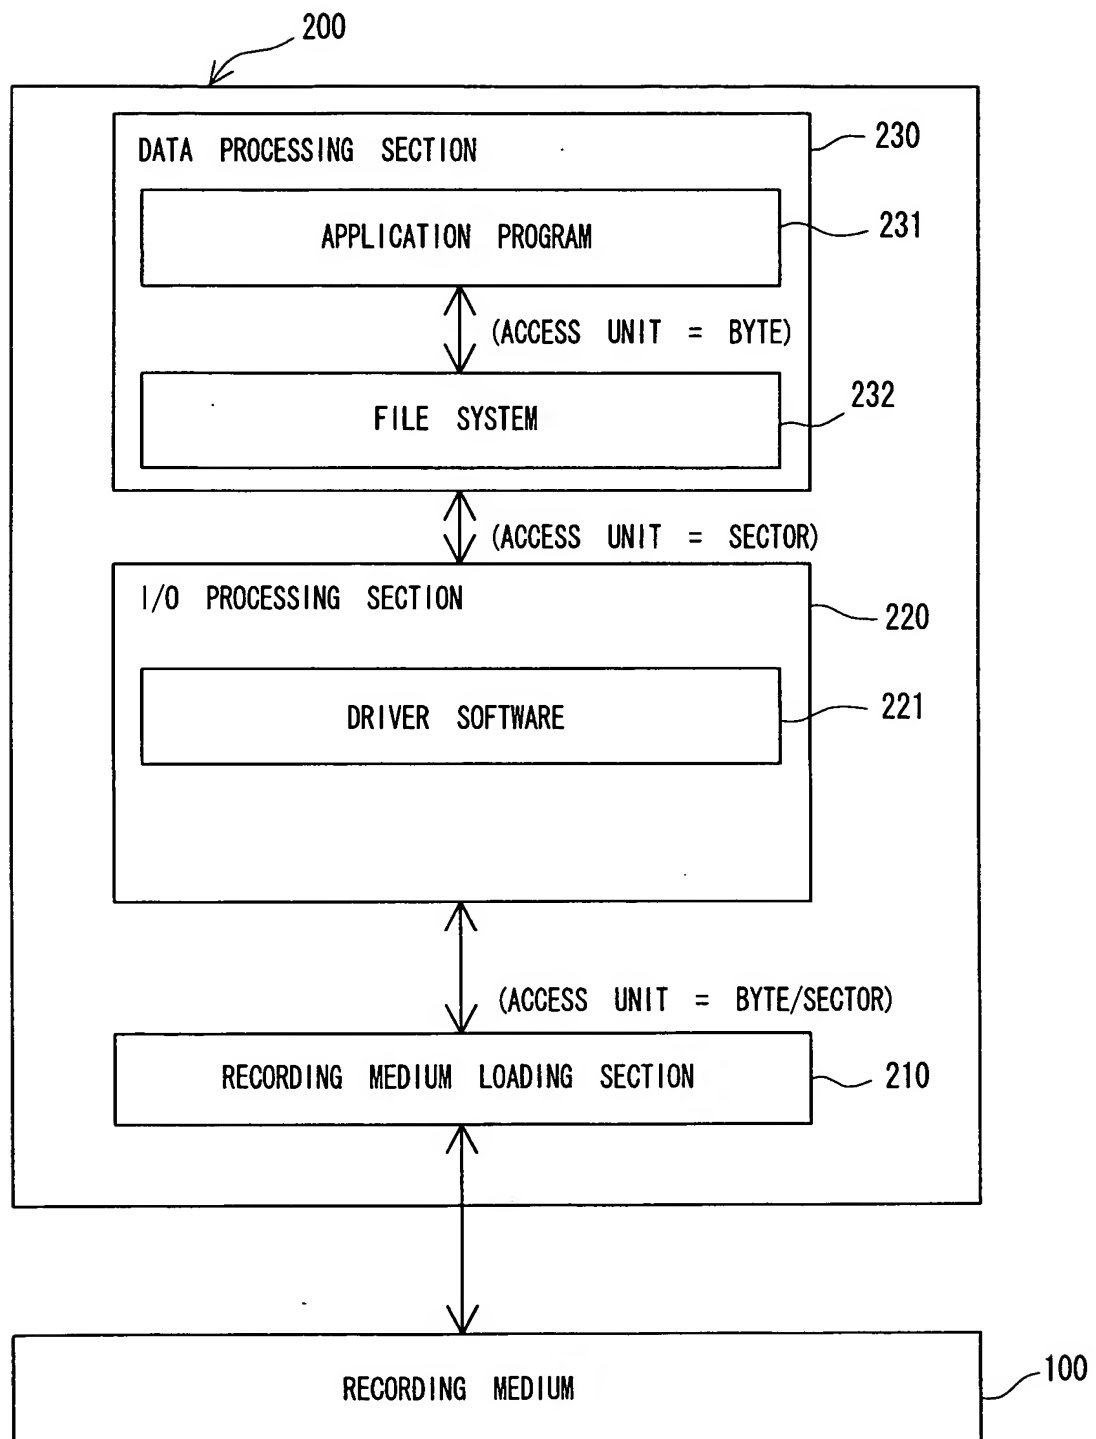 200
DATA PROCESSING SECTION
230
APPLICATION PROGRAM
231
(ACCESS UNIT = BYTE)
FILE SYSTEM
232
(ACCESS UNIT = SECTOR)
I/O PROCESSING SECTION
220
DRIVER SOFTWARE
221
(ACCESS UNIT = BYTE/SECTOR)
RECORDING MEDIUM LOADING SECTION
210
RECORDING MEDIUM
100